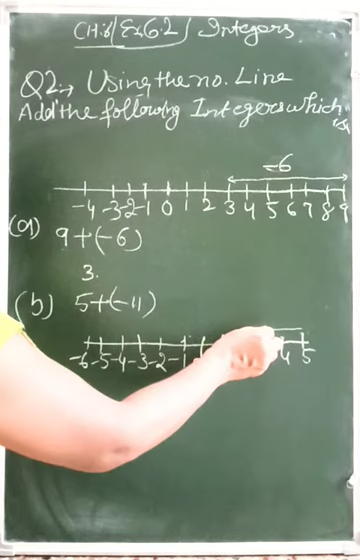 CH.6/Ex 6.2/ Integers
Q2→ Using the no. Line
Add the following Integers which
-6
-4 -3 -2 -1 0 1 2 3 4 5 6 7 8 9
(a) 9+(-6)
3.
(b) 5+(-11)
-6 -5 -4 -3 -2 -1 4 5